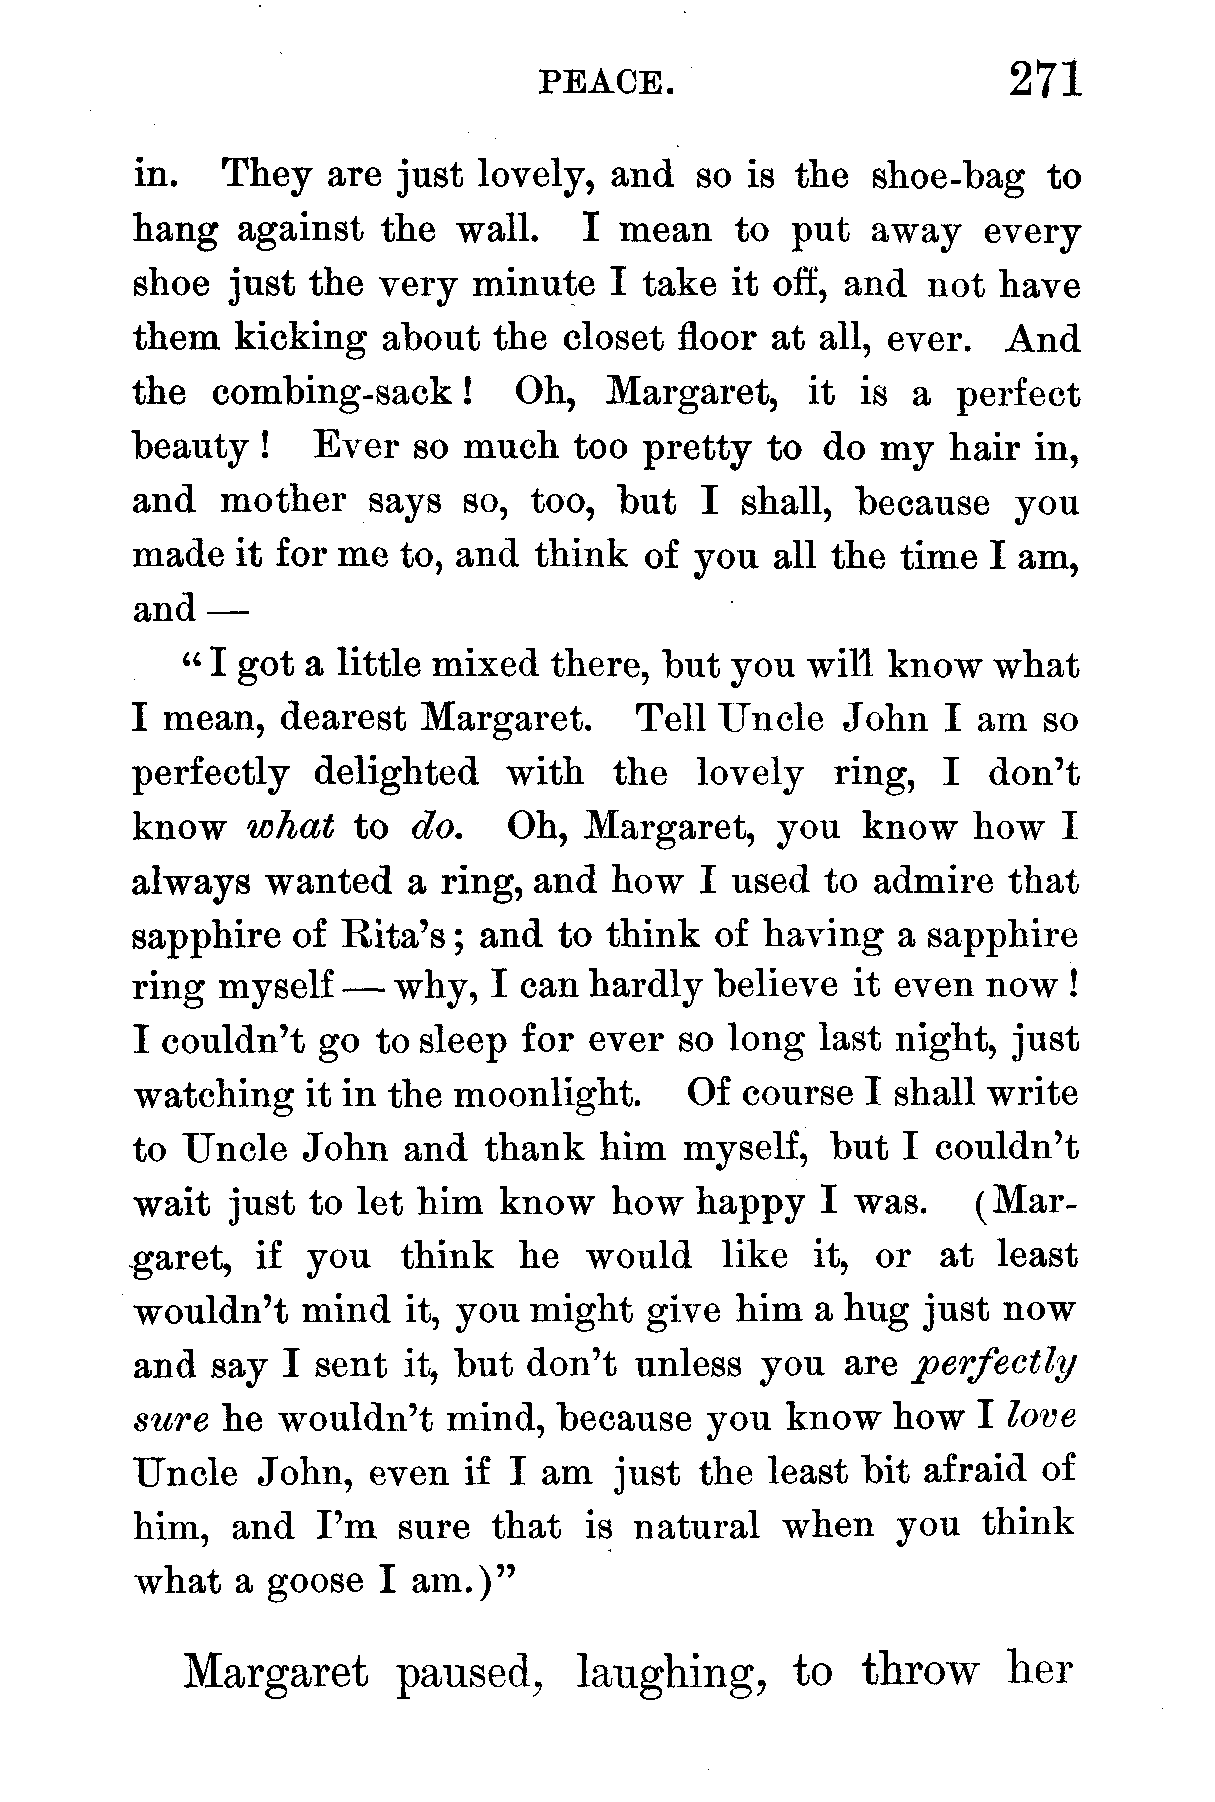 PEACE. 271
in. They are just lovely, and so is the shoe-bag to
hang against the wall. I mean to put away every
shoe just the very minute I take it off, and not have
them kicking about the closet floor at all, ever. And
the combing-sack! Oh, Margaret, it is a perfect
beauty! Ever so much too pretty to do my hair in,
and mother says so, too, but I shall, because you
made it for me to, and think of you all the time I am,
and —
“I got a little mixed there, but you will know what
I mean, dearest Margaret. Tell Uncle John I am so
perfectly delighted with the lovely ring, I don’t
know what to do. Oh, Margaret, you know how I
always wanted a ring, and how I used to admire that
sapphire of Rita’s; and to think of having a sapphire
ring myself — why, I can hardly believe it even now!
I couldn’t go to sleep for ever so long last night, just
watching it in the moonlight. Of course I shall write
to Uncle John and thank him myself, but I couldn’t
wait just to let him know how happy I was. (Mar-
garet, if you think he would like it, or at least
wouldn’t mind it, you might give him a hug just now
and say I sent it, but don’t unless you are perfectly
sure he wouldn’t mind, because you know how I love
Uncle John, even if I am just the least bit afraid of
him, and I’m sure that is natural when you think
what a goose I am.)”
Margaret paused, laughing, to throw her